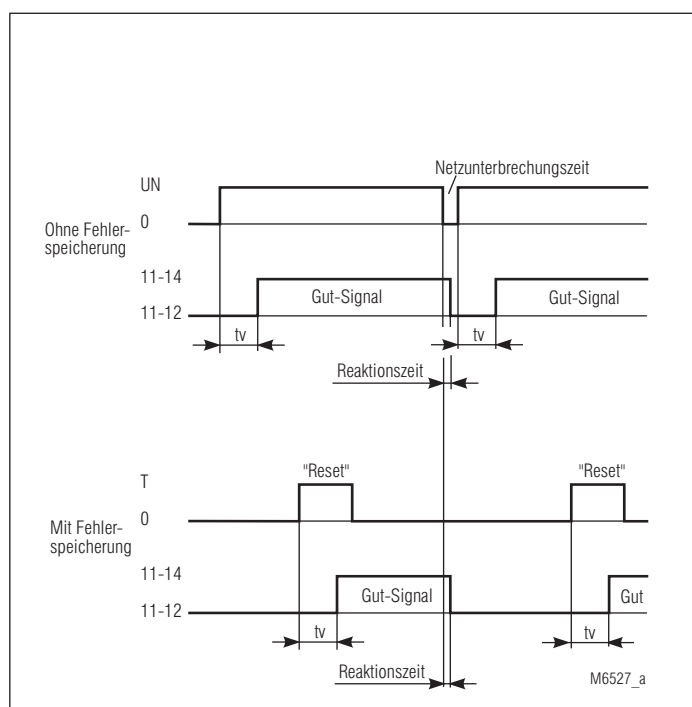 Netzunterbrechungszeit
UN
0
Ohne Fehler-
speicherung
11-14
Gut-Signal
Gut-Signal
11-12
tv
tv
Reaktionszeit
T
"Reset"
"Reset"
0
Mit Fehler-
speicherung
11-14
Gut-Signal
Gut
11-12
tv
tv
Reaktionszeit
M6527_a